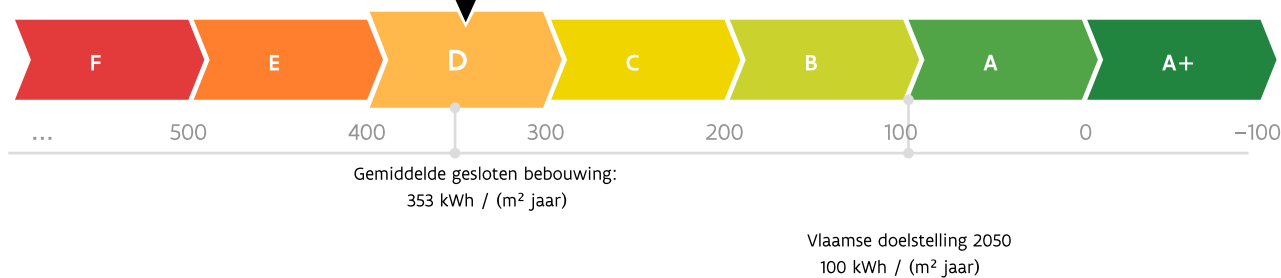 F E D C B A A+
... 500 400 300 200 100 0 −100
Gemiddelde gesloten bebouwing:
353 kWh / (m² jaar)
Vlaamse doelstelling 2050
100 kWh / (m² jaar)